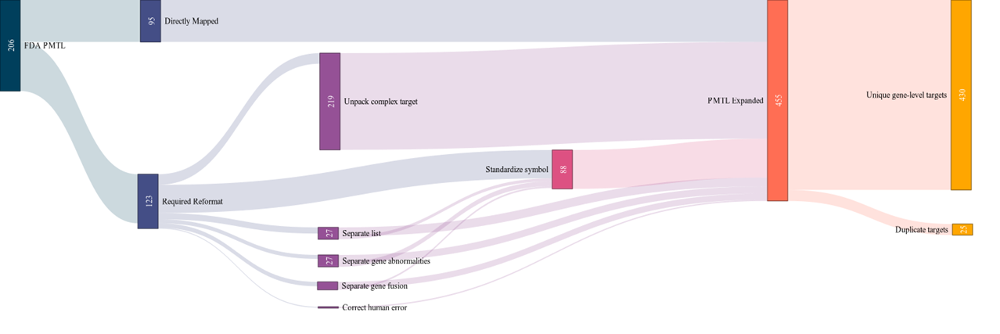 206
FDA PMTL
95
Directly Mapped
123
Required Reformat
219
Unpack complex target
27
Separate list
27
Separate gene abnormalities
Separate gene fusion
Correct human error
Standardize symbol
88
PMTL Expanded
455
Unique gene-level targets
430
Duplicate targets
25